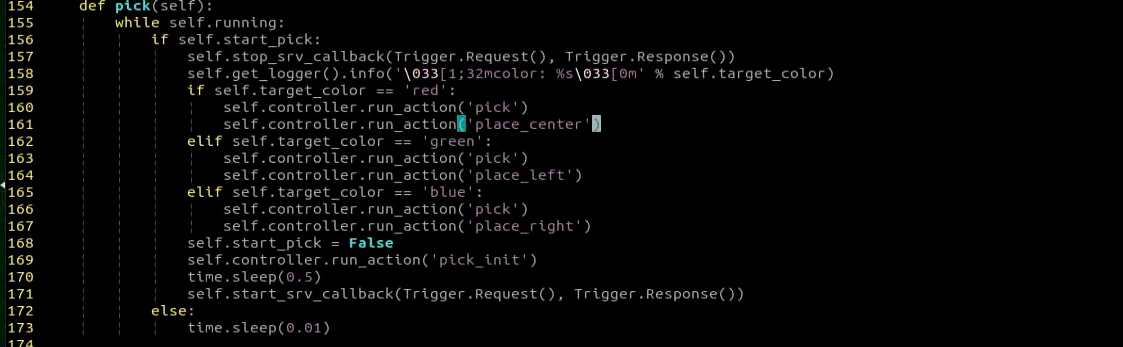 154     def pick(self):
155         while self.running:
156             if self.start_pick:
157                 self.stop_srv_callback(Trigger.Request(), Trigger.Response())
158                 self.get_logger().info('\033[1;32mcolor: %s\033[0m' % self.target_color)
159                 if self.target_color == 'red':
160                     self.controller.run_action('pick')
161                     self.controller.run_action('place_center')
162                 elif self.target_color == 'green':
163                     self.controller.run_action('pick')
164                     self.controller.run_action('place_left')
165                 elif self.target_color == 'blue':
166                     self.controller.run_action('pick')
167                     self.controller.run_action('place_right')
168                 self.start_pick = False
169                 self.controller.run_action('pick_init')
170                 time.sleep(0.5)
171                 self.start_srv_callback(Trigger.Request(), Trigger.Response())
172             else:
173                 time.sleep(0.01)
174